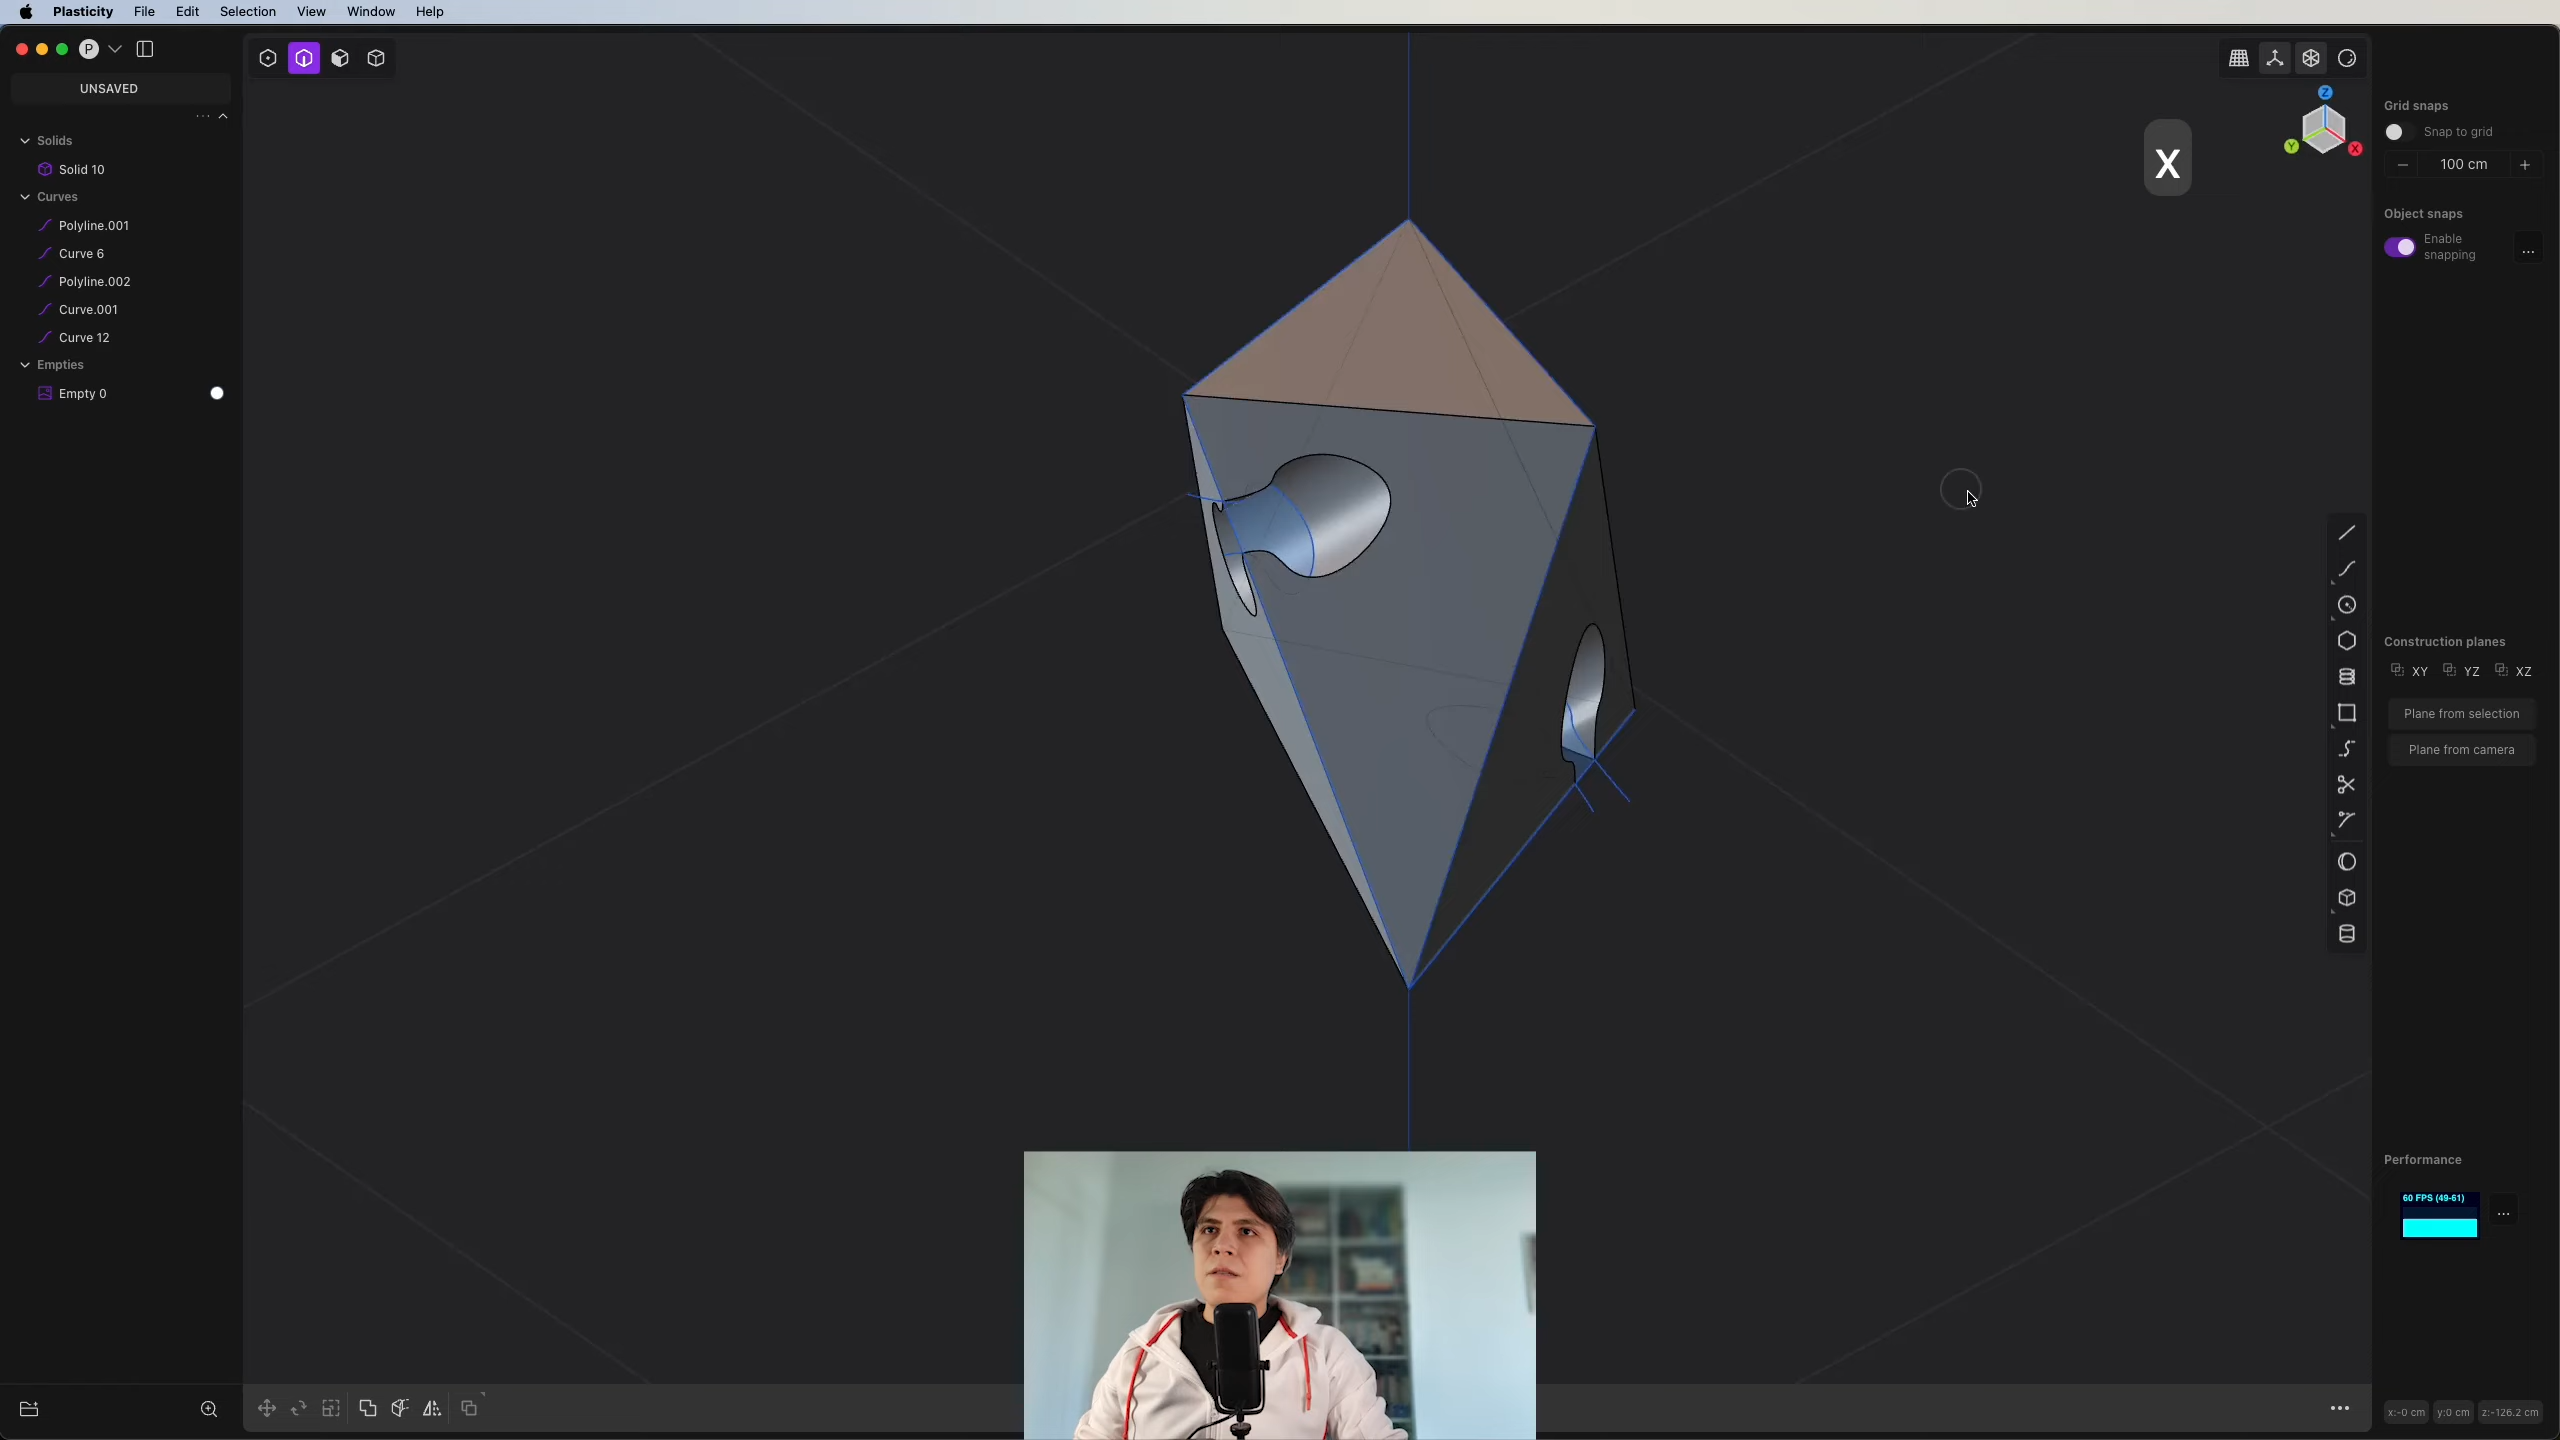 Plasticity File Edit Selection View Window Help
P
UNSAVED
Solids
Solid 10
Curves
Polyline.001
Curve 6
Polyline.002
Curve.001
Curve 12
Empties
Empty 0
X
Z
Y
X
Grid snaps
Snap to grid
100 cm
Object snaps
Enable
snapping
Construction planes
XY YZ XZ
Plane from selection
Plane from camera
Performance
60 FPS (49-61)
x:-0 cm y:0 cm z:-126.2 cm